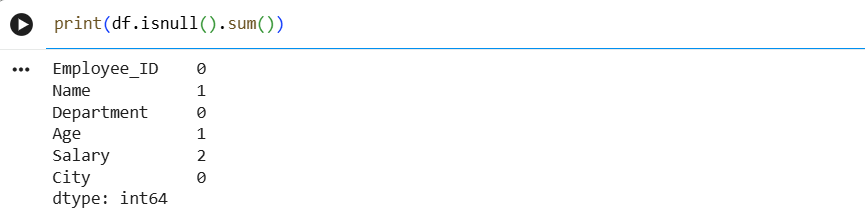 print(df.isnull().sum())
Employee_ID    0
Name           1
Department     0
Age            1
Salary         2
City           0
dtype: int64